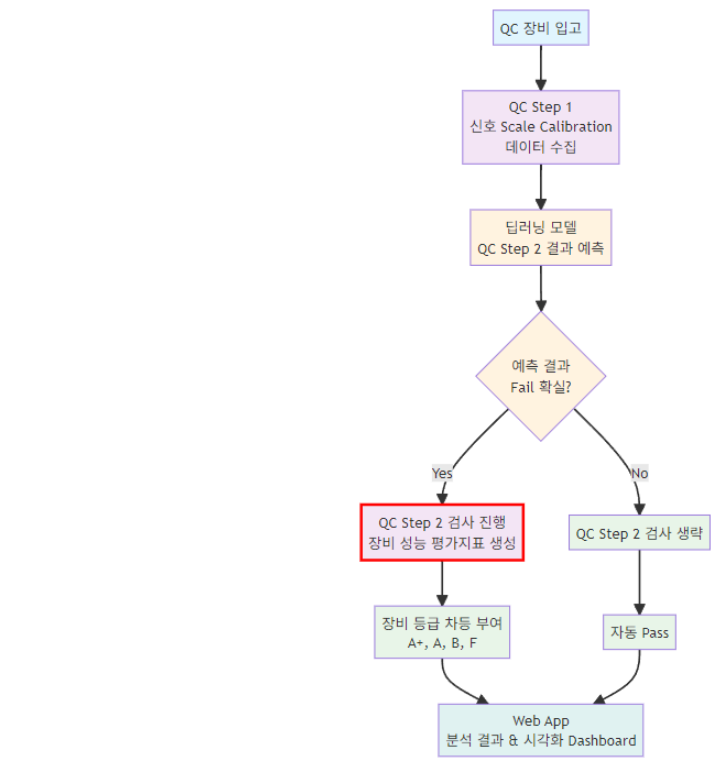 QC 장비 입고
QC Step 1
신호 Scale Calibration
데이터 수집
딥러닝 모델
QC Step 2 결과 예측
예측 결과
Fail 확실?
Yes
No
QC Step 2 검사 진행
장비 성능 평가지표 생성
QC Step 2 검사 생략
장비 등급 차등 부여
A+, A, B, F
자동 Pass
Web App
분석 결과 & 시각화 Dashboard